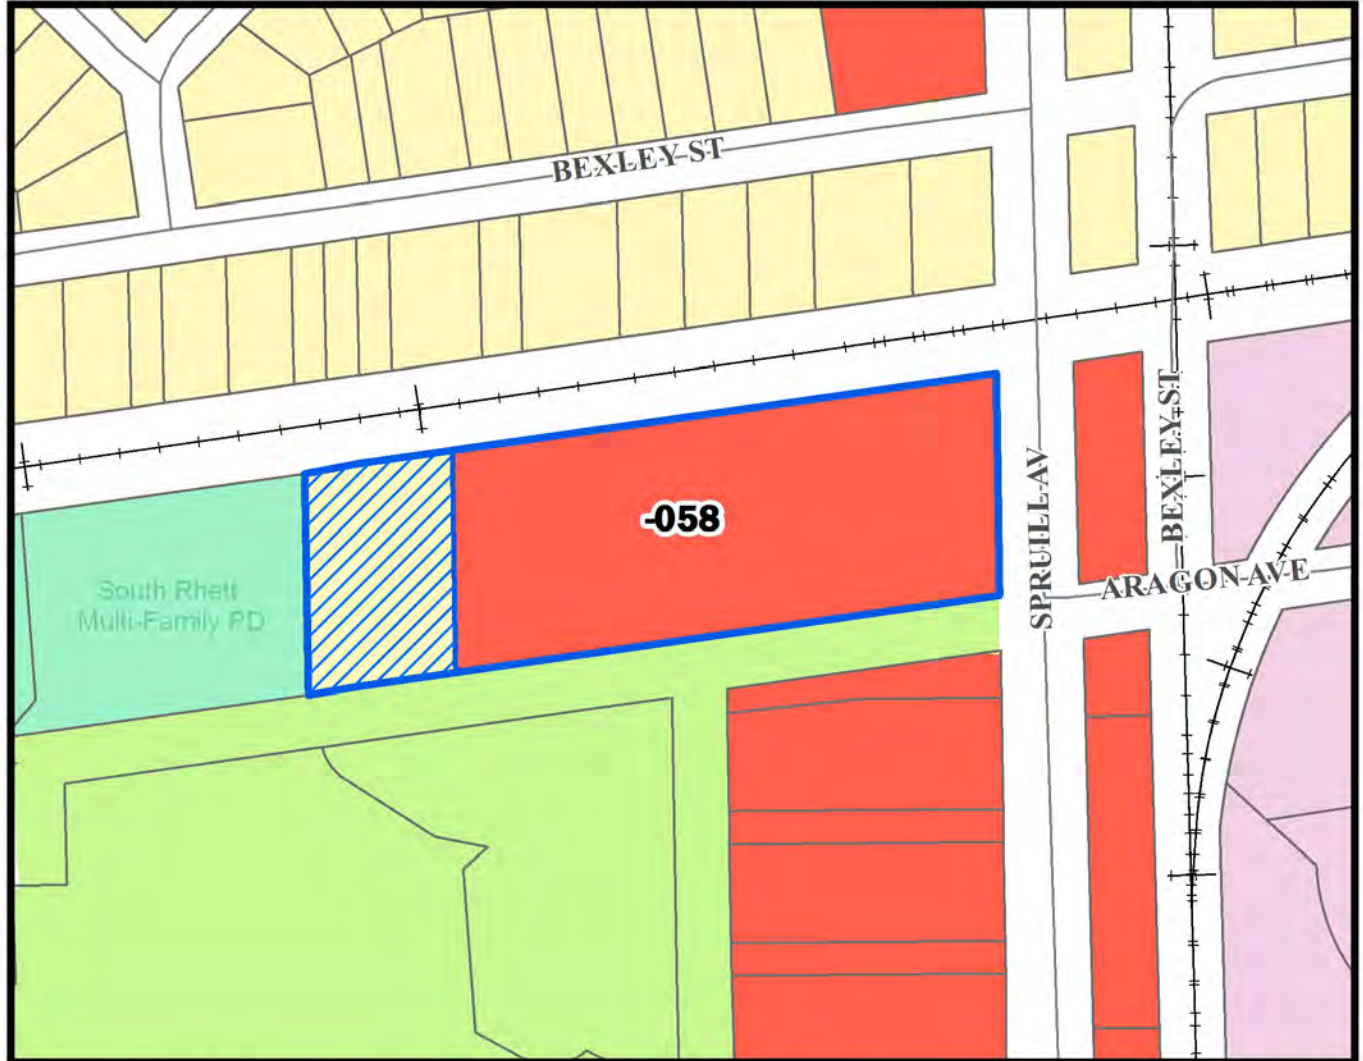 BEXLEY ST
-058
South Rhett
Multi-Family PD
SPRUILL AV
BEXLEY ST
ARAGON AVE